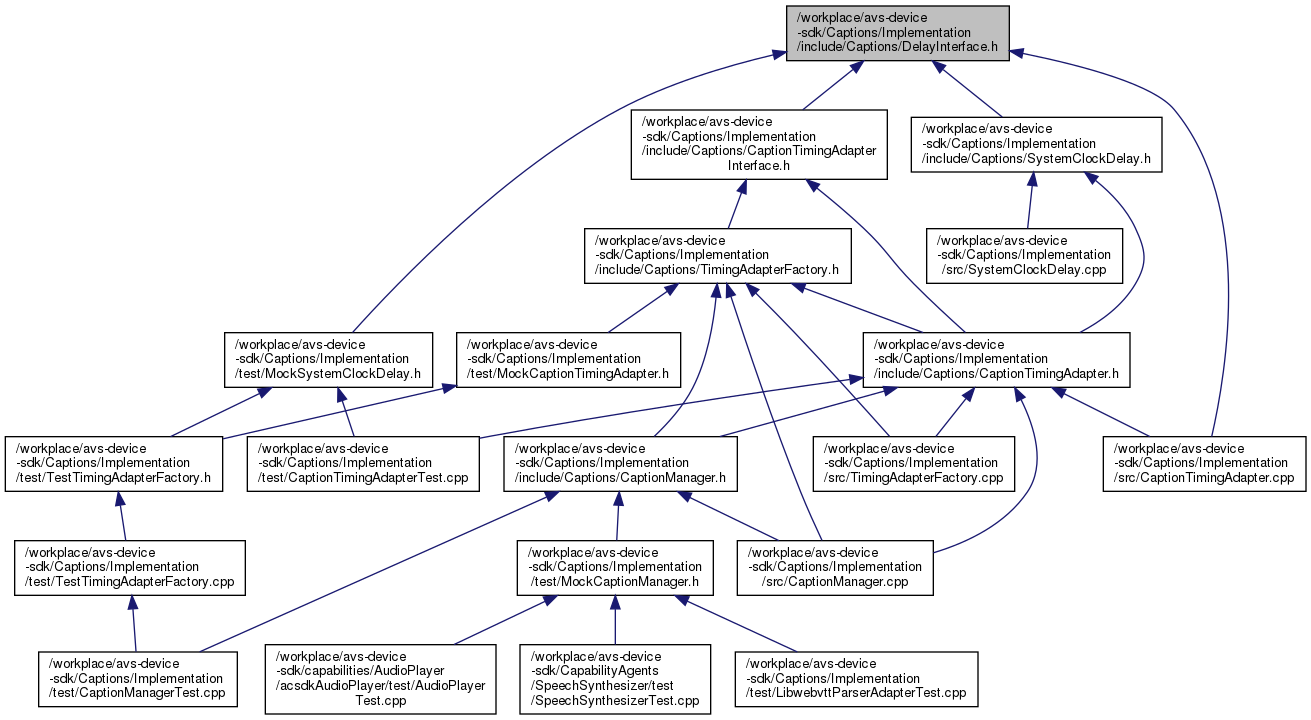 /workplace/avs-device
-sdk/Captions/Implementation
/include/Captions/DelayInterface.h
/workplace/avs-device
-sdk/Captions/Implementation
/include/Captions/CaptionTimingAdapter
Interface.h
/workplace/avs-device
-sdk/Captions/Implementation
/include/Captions/SystemClockDelay.h
/workplace/avs-device
-sdk/Captions/Implementation
/include/Captions/TimingAdapterFactory.h
/workplace/avs-device
-sdk/Captions/Implementation
/src/SystemClockDelay.cpp
/workplace/avs-device
-sdk/Captions/Implementation
/test/MockSystemClockDelay.h
/workplace/avs-device
-sdk/Captions/Implementation
/test/MockCaptionTimingAdapter.h
/workplace/avs-device
-sdk/Captions/Implementation
/include/Captions/CaptionTimingAdapter.h
/workplace/avs-device
-sdk/Captions/Implementation
/test/TestTimingAdapterFactory.h
/workplace/avs-device
-sdk/Captions/Implementation
/test/CaptionTimingAdapterTest.cpp
/workplace/avs-device
-sdk/Captions/Implementation
/include/Captions/CaptionManager.h
/workplace/avs-device
-sdk/Captions/Implementation
/src/TimingAdapterFactory.cpp
/workplace/avs-device
-sdk/Captions/Implementation
/src/CaptionTimingAdapter.cpp
/workplace/avs-device
-sdk/Captions/Implementation
/test/TestTimingAdapterFactory.cpp
/workplace/avs-device
-sdk/Captions/Implementation
/test/MockCaptionManager.h
/workplace/avs-device
-sdk/Captions/Implementation
/src/CaptionManager.cpp
/workplace/avs-device
-sdk/Captions/Implementation
/test/CaptionManagerTest.cpp
/workplace/avs-device
-sdk/capabilities/AudioPlayer
/acsdkAudioPlayer/test/AudioPlayer
Test.cpp
/workplace/avs-device
-sdk/CapabilityAgents
/SpeechSynthesizer/test
/SpeechSynthesizerTest.cpp
/workplace/avs-device
-sdk/Captions/Implementation
/test/LibwebvttParserAdapterTest.cpp